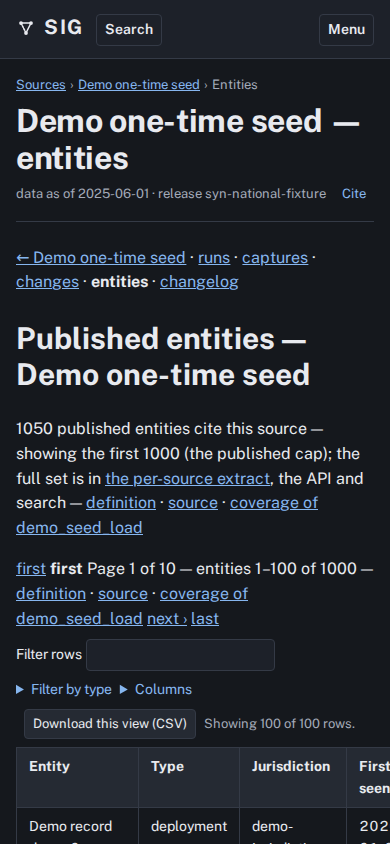 SIG Search Menu
Sources › Demo one-time seed › Entities
Demo one-time seed —
entities
data as of 2025-06-01 · release syn-national-fixture Cite
← Demo one-time seed · runs · captures ·
changes · entities · changelog
Published entities —
Demo one-time seed
1050 published entities cite this source —
showing the first 1000 (the published cap); the
full set is in the per-source extract, the API and
search — definition · source · coverage of
demo_seed_load
first first Page 1 of 10 — entities 1–100 of 1000 —
definition · source · coverage of
demo_seed_load next › last
Filter rows
▶ Filter by type ▶ Columns
Download this view (CSV) Showing 100 of 100 rows.
Entity Type Jurisdiction First
seen
Demo record deployment demo- 202